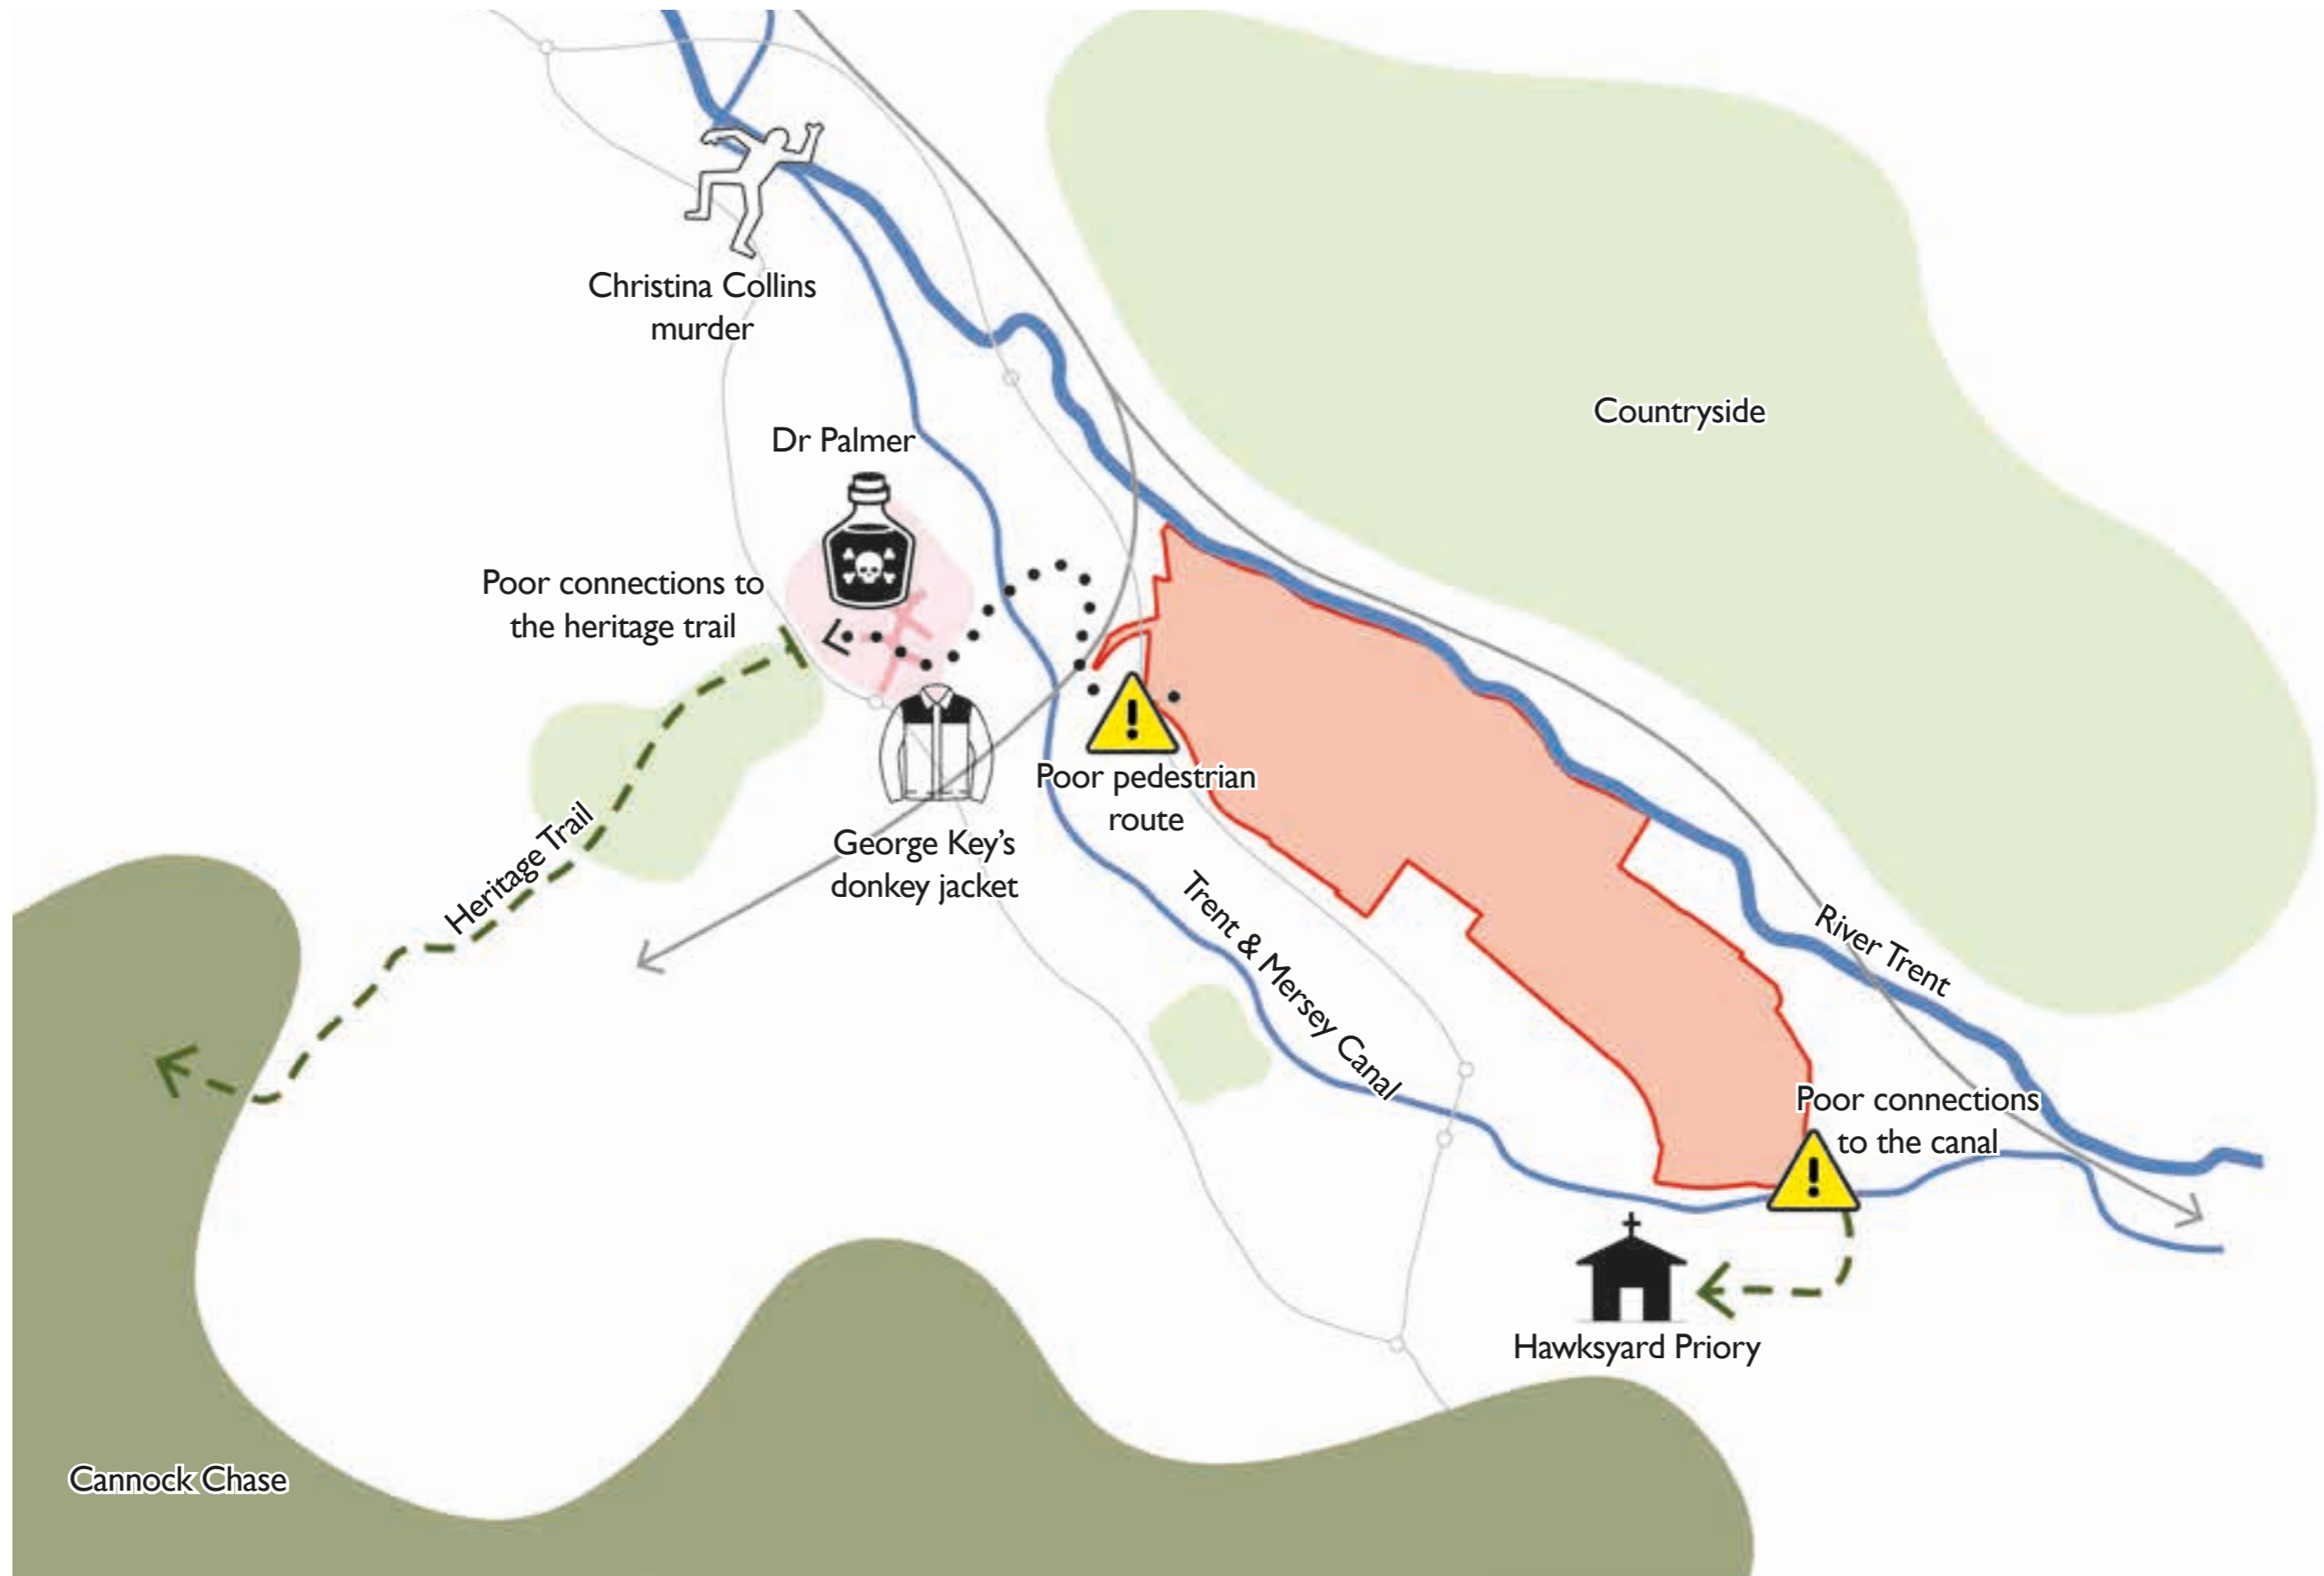 Christina Collins
murder
Countryside
Dr Palmer
Poor connections to
the heritage trail
Poor pedestrian
route
George Key's
donkey jacket
Heritage Trail
Trent & Mersey Canal
River Trent
Poor connections
to the canal
Hawksyard Priory
Cannock Chase